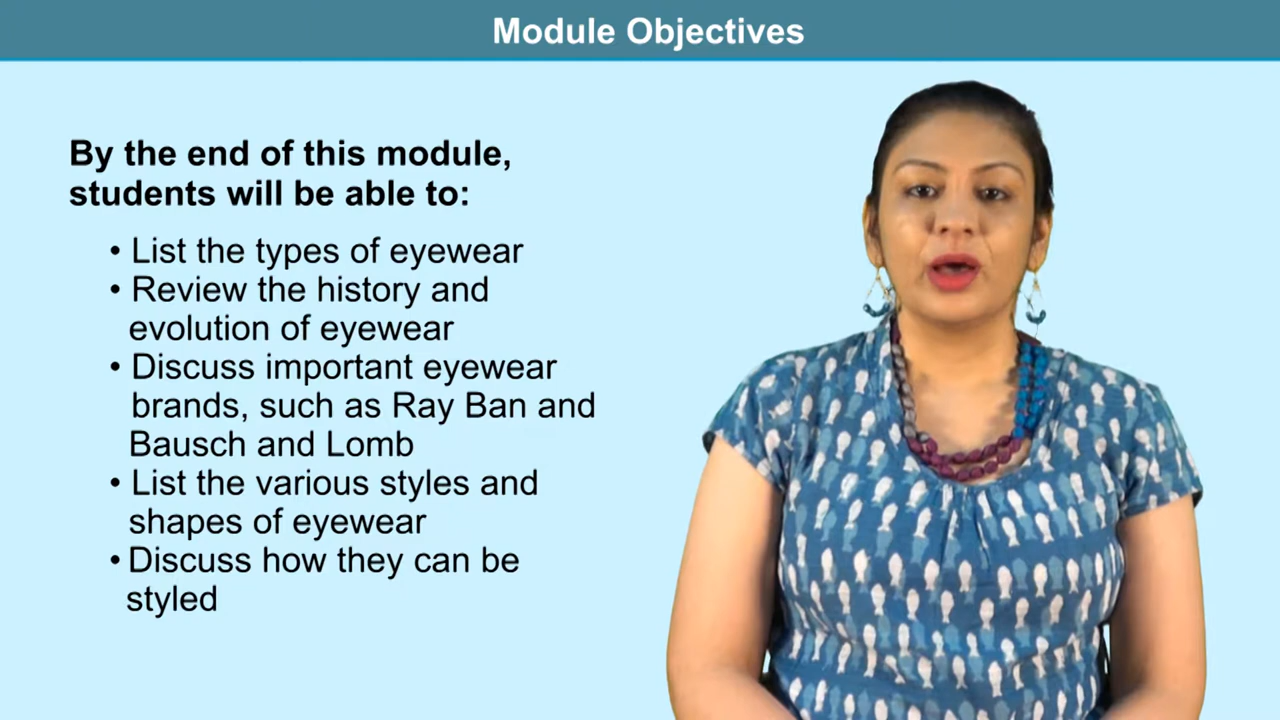 Module Objectives
By the end of this module,
students will be able to:
• List the types of eyewear
• Review the history and
evolution of eyewear
• Discuss important eyewear
brands, such as Ray Ban and
Bausch and Lomb
• List the various styles and
shapes of eyewear
• Discuss how they can be
styled